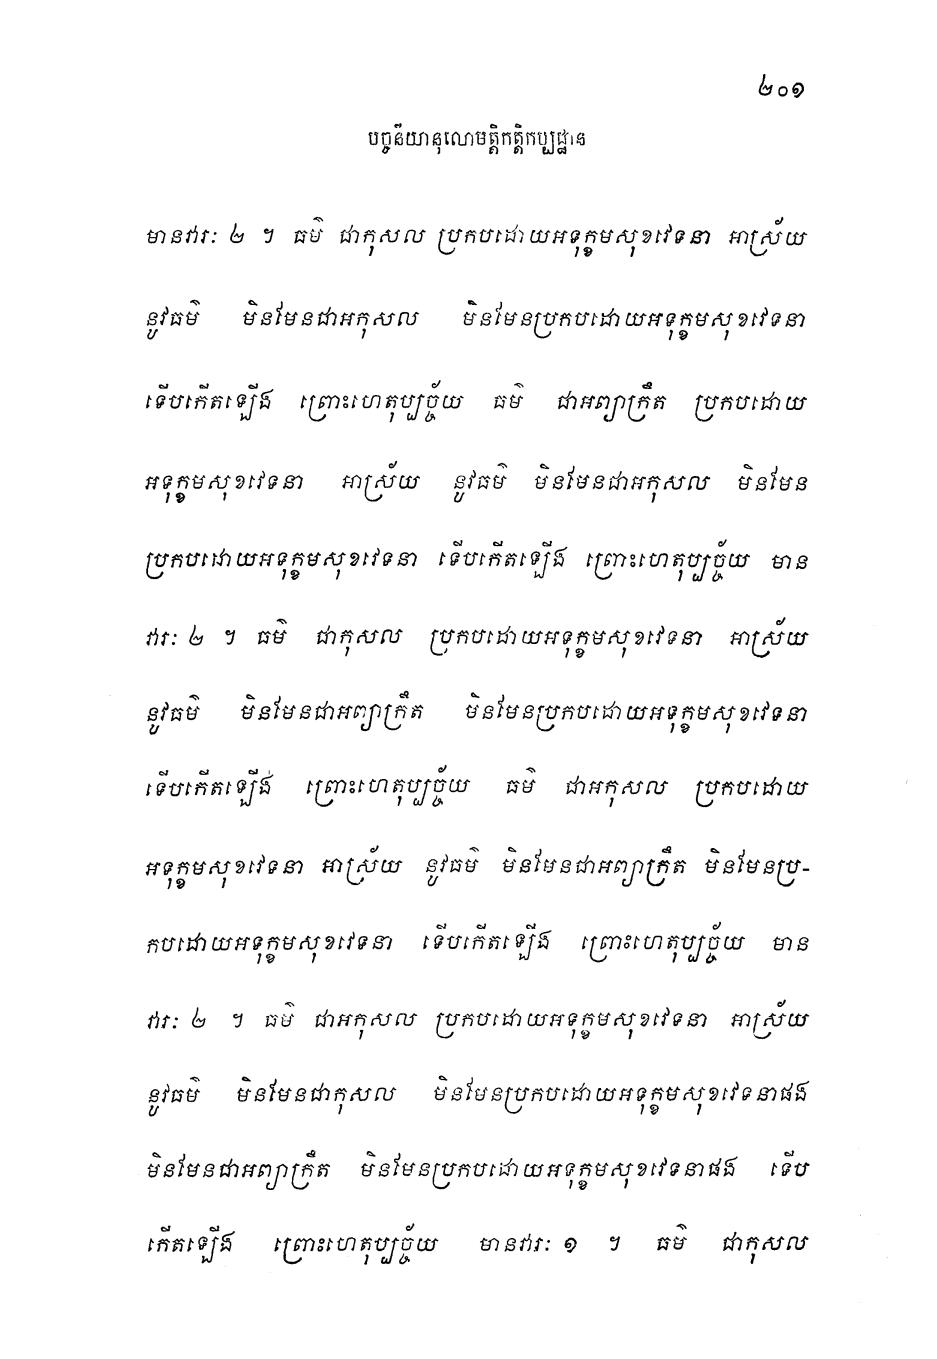 ២០១
បច្ចនីយានុលោមត្តិកត្តិកប្បដ្ឋាន
មានវារៈ ២ ។ ធម៌ ជាកុសល ប្រកបដោយអទុក្ខមសុខវេទនា អាស្រ័យ
នូវធម៌ មិនមែនជាអកុសល មិនមែនប្រកបដោយអទុក្ខមសុខវេទនា
ទើបកើតឡើង ព្រោះហេតុប្បច្ច័យ ធម៌ ជាអព្យាក្រឹត ប្រកបដោយ
អទុក្ខមសុខវេទនា អាស្រ័យ នូវធម៌ មិនមែនជាអកុសល មិនមែន
ប្រកបដោយអទុក្ខមសុខវេទនា ទើបកើតឡើង ព្រោះហេតុប្បច្ច័យ មាន
វារៈ ២ ។ ធម៌ ជាកុសល ប្រកបដោយអទុក្ខមសុខវេទនា អាស្រ័យ
នូវធម៌ មិនមែនជាអព្យាក្រឹត មិនមែនប្រកបដោយអទុក្ខមសុខវេទនា
ទើបកើតឡើង ព្រោះហេតុប្បច្ច័យ ធម៌ ជាអកុសល ប្រកបដោយ
អទុក្ខមសុខវេទនា អាស្រ័យ នូវធម៌ មិនមែនជាអព្យាក្រឹត មិនមែនប្រ-
កបដោយអទុក្ខមសុខវេទនា ទើបកើតឡើង ព្រោះហេតុប្បច្ច័យ មាន
វារៈ ២ ។ ធម៌ ជាអកុសល ប្រកបដោយអទុក្ខមសុខវេទនា អាស្រ័យ
នូវធម៌ មិនមែនជាកុសល មិនមែនប្រកបដោយអទុក្ខមសុខវេទនាផង
មិនមែនជាអព្យាក្រឹត មិនមែនប្រកបដោយអទុក្ខមសុខវេទនាផង ទើប
កើតឡើង ព្រោះហេតុប្បច្ច័យ មានវារៈ ១ ។ ធម៌ ជាកុសល